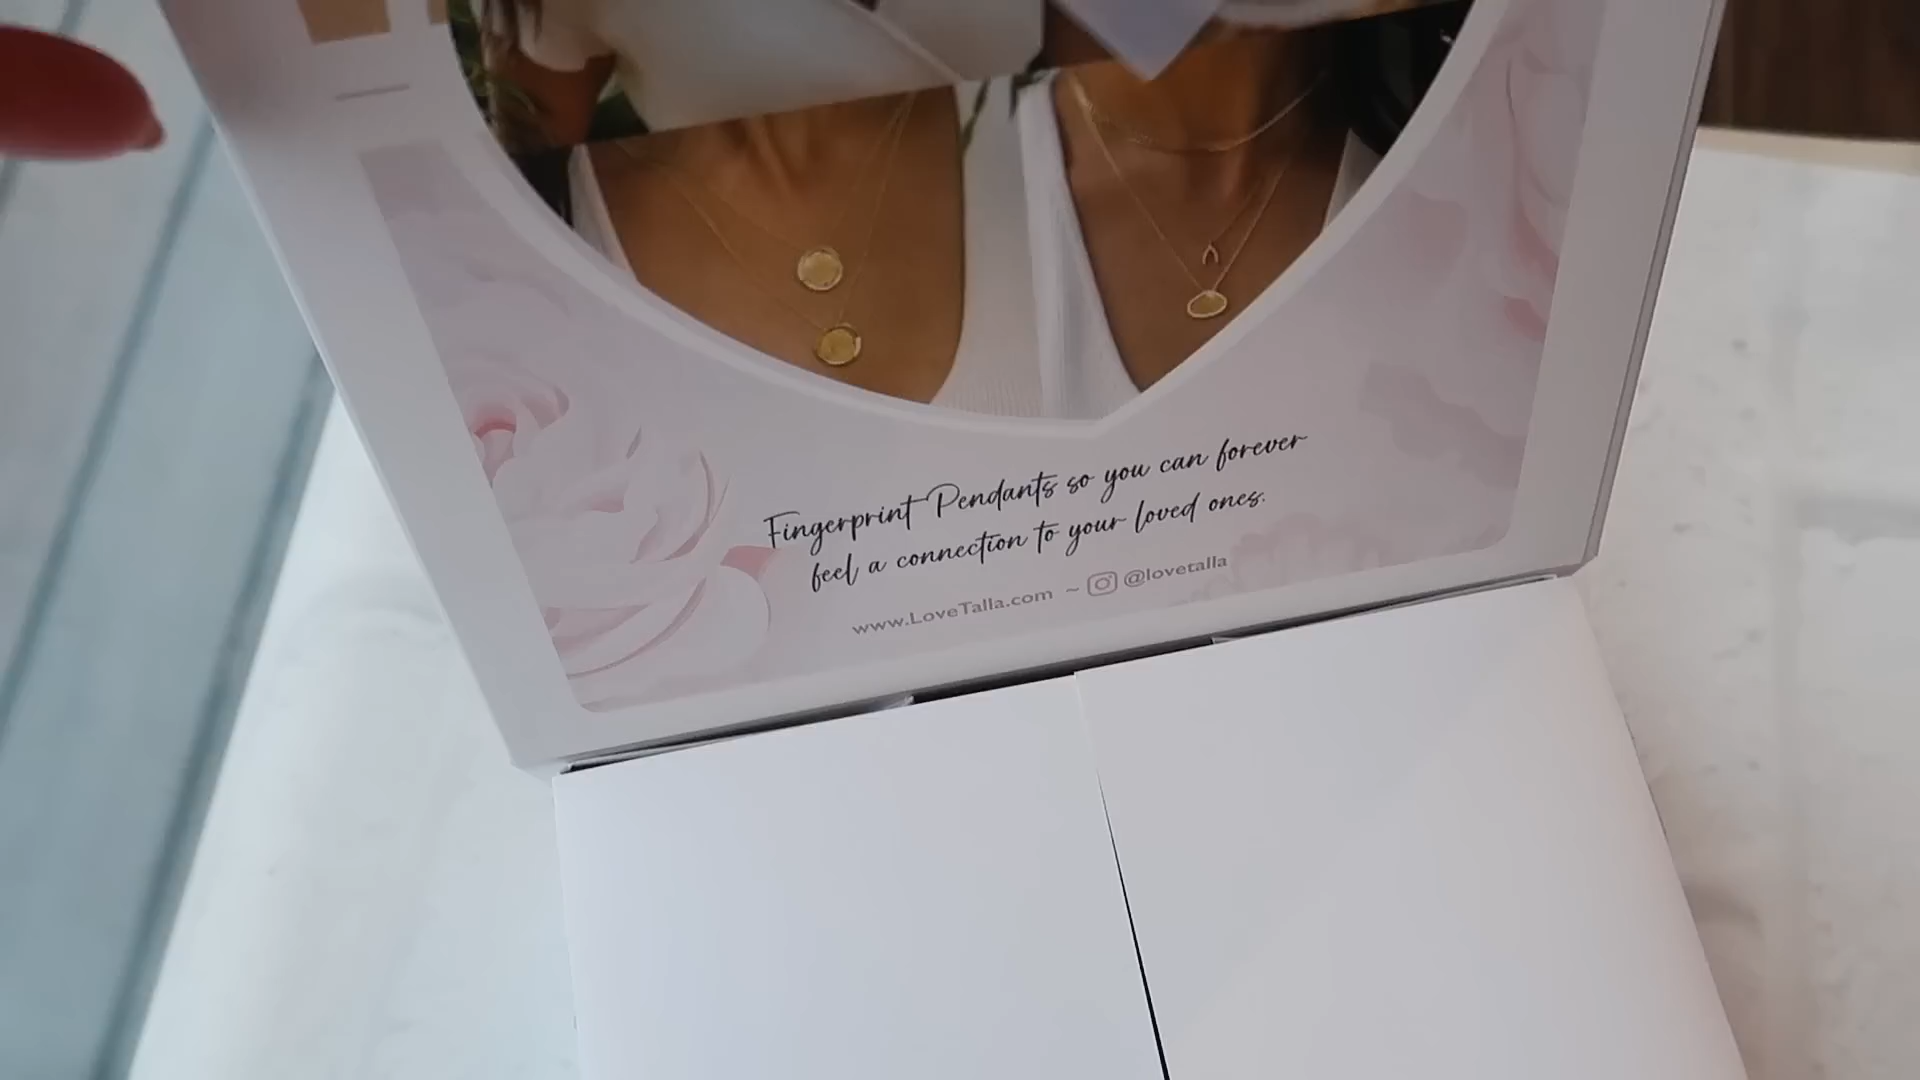 Fingerprint Pendants so you can forever
feel a connection to your loved ones.
www.LoveTalla.com ~ @lovetalla